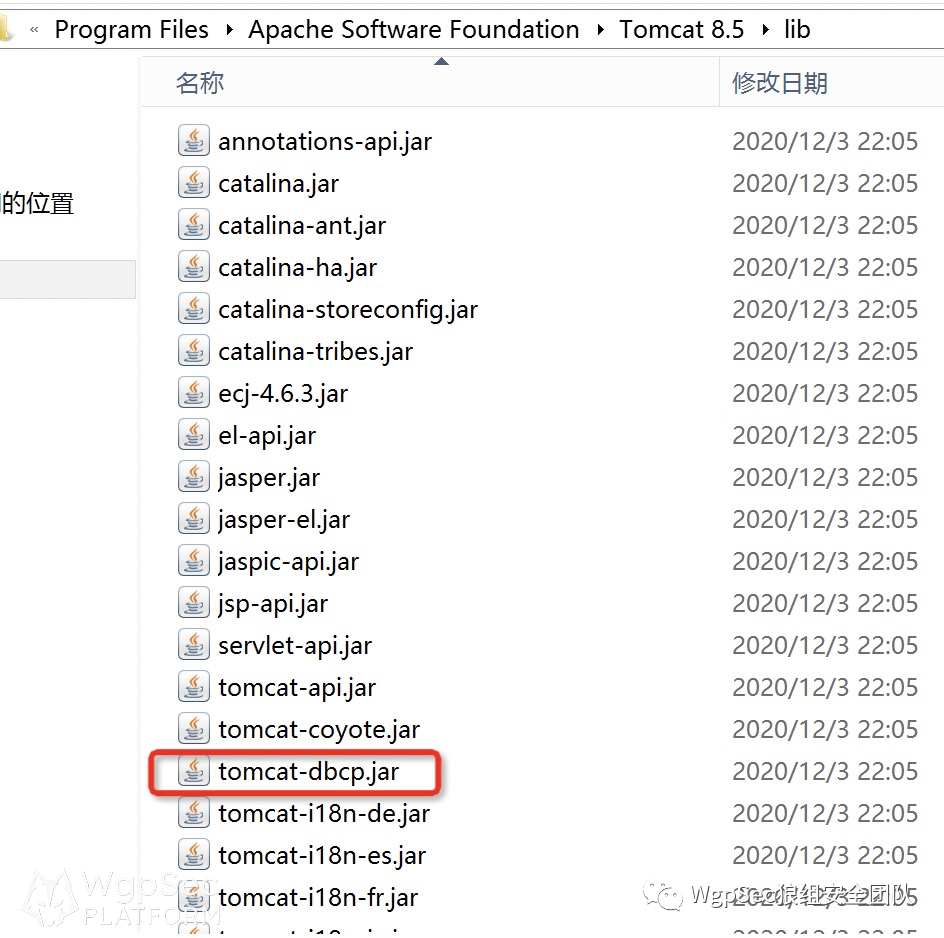 « Program Files ▸ Apache Software Foundation ▸ Tomcat 8.5 ▸ lib
名称 修改日期
的位置
annotations-api.jar 2020/12/3 22:05
catalina.jar 2020/12/3 22:05
catalina-ant.jar 2020/12/3 22:05
catalina-ha.jar 2020/12/3 22:05
catalina-storeconfig.jar 2020/12/3 22:05
catalina-tribes.jar 2020/12/3 22:05
ecj-4.6.3.jar 2020/12/3 22:05
el-api.jar 2020/12/3 22:05
jasper.jar 2020/12/3 22:05
jasper-el.jar 2020/12/3 22:05
jaspic-api.jar 2020/12/3 22:05
jsp-api.jar 2020/12/3 22:05
servlet-api.jar 2020/12/3 22:05
tomcat-api.jar 2020/12/3 22:05
tomcat-coyote.jar 2020/12/3 22:05
tomcat-dbcp.jar 2020/12/3 22:05
tomcat-i18n-de.jar 2020/12/3 22:05
tomcat-i18n-es.jar 2020/12/3 22:05
tomcat-i18n-fr.jar 2020/12/3 22:05
WgpSec狼组安全团队
WgpSec
PLATFORM